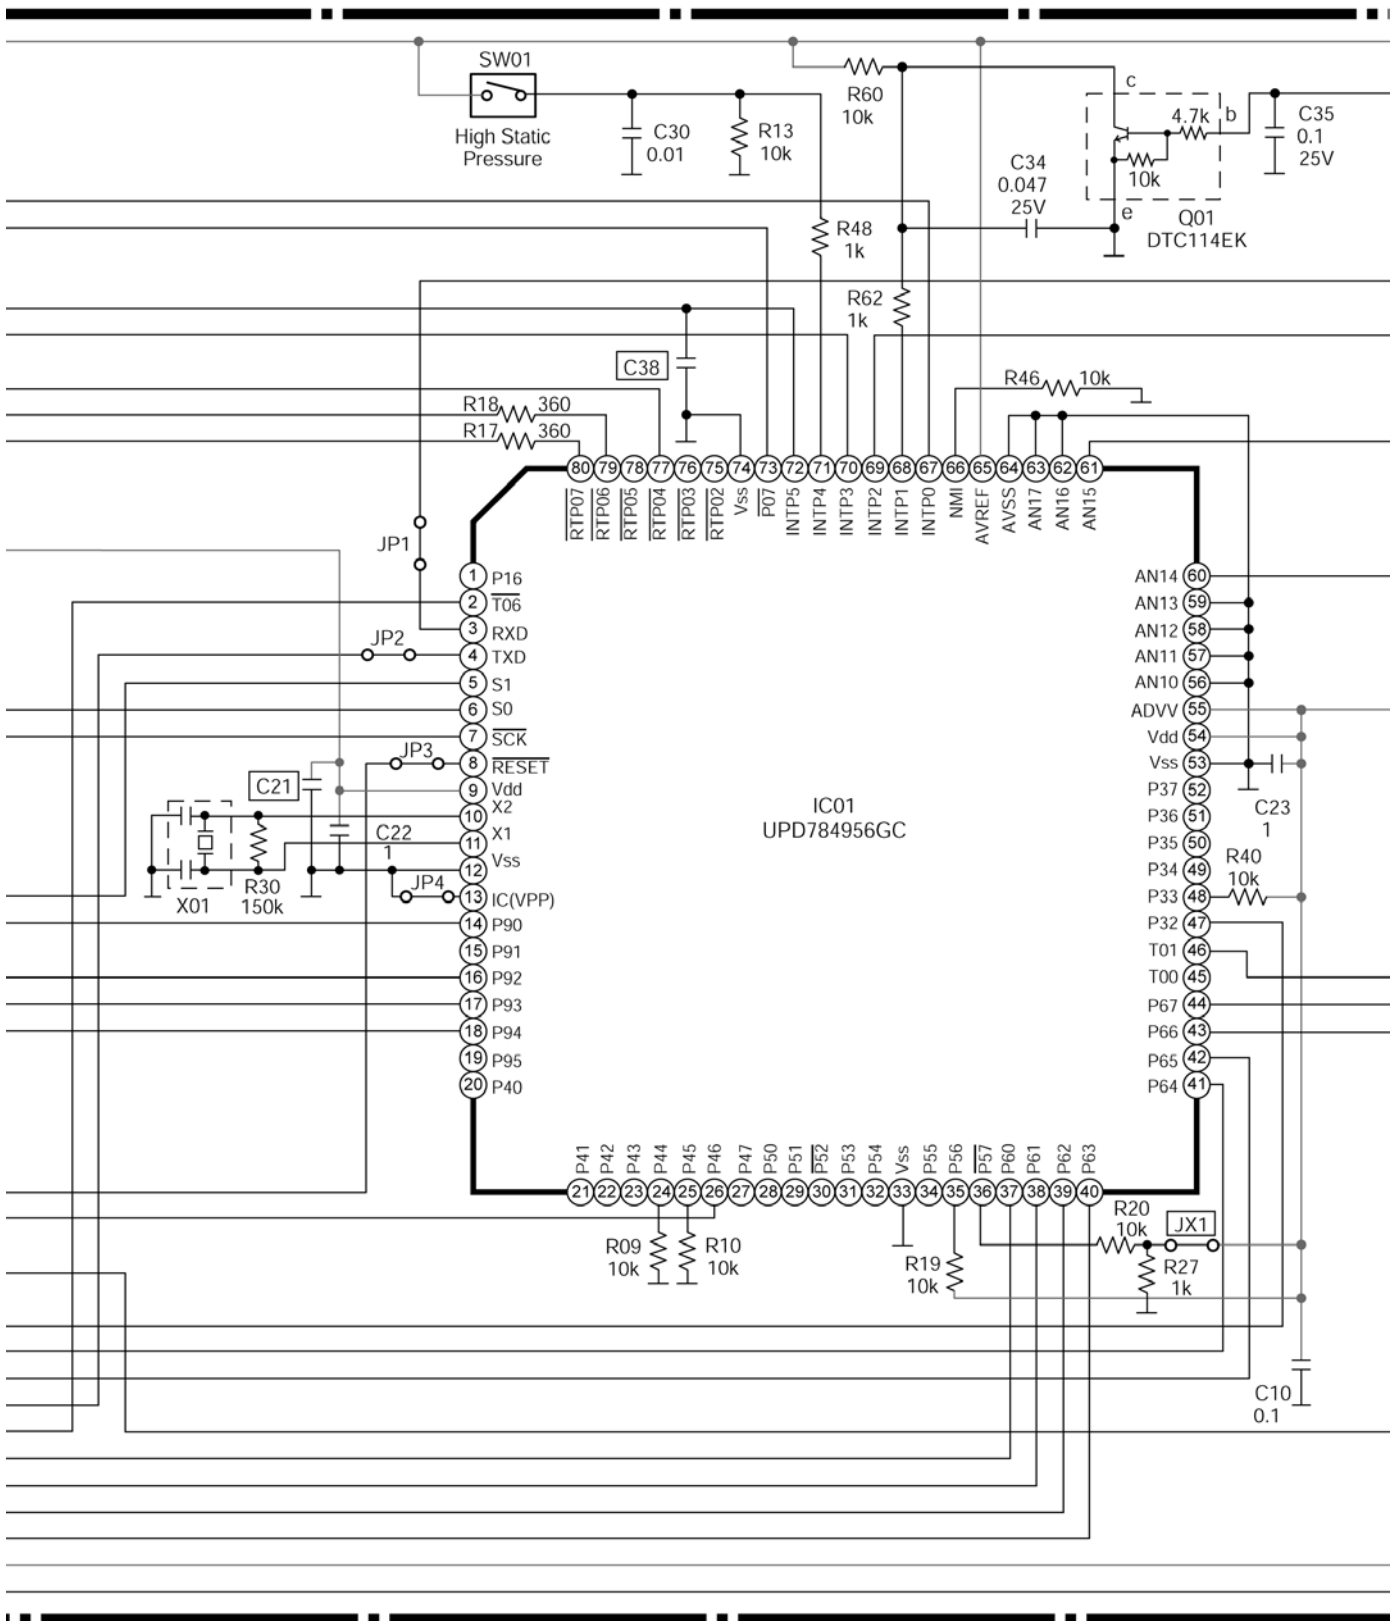 SW01
High Static
Pressure
C30
0.01
R13
10k
R60
10k
c
4.7k
b
10k
e
Q01
DTC114EK
C35
0.1
25V
C34
0.047
25V
R48
1k
R62
1k
C38
R46
10k
R18
360
R17
360
80
79
78
77
76
75
74
73
72
71
70
69
68
67
66
65
64
63
62
61
RTP07
RTP06
RTP05
RTP04
RTP03
RTP02
Vss
P07
INTP5
INTP4
INTP3
INTP2
INTP1
INTP0
NMI
AVREF
AVSS
AN17
AN16
AN15
JP1
JP2
JP3
JP4
C21
C22
1
X01
R30
150k
1 P16
2 T06
3 RXD
4 TXD
5 S1
6 S0
7 SCK
8 RESET
9 Vdd
10 X2
11 X1
12 Vss
13 IC(VPP)
14 P90
15 P91
16 P92
17 P93
18 P94
19 P95
20 P40
IC01
UPD784956GC
AN14 60
AN13 59
AN12 58
AN11 57
AN10 56
ADVV 55
Vdd 54
Vss 53
P37 52
P36 51
P35 50
P34 49
P33 48
P32 47
T01 46
T00 45
P67 44
P66 43
P65 42
P64 41
C23
1
R40
10k
P41
P42
P43
P44
P45
P46
P47
P50
P51
P52
P53
P54
Vss
P55
P56
P57
P60
P61
P62
P63
21
22
23
24
25
26
27
28
29
30
31
32
33
34
35
36
37
38
39
40
R09
10k
R10
10k
R19
10k
R20
10k
JX1
R27
1k
C10
0.1